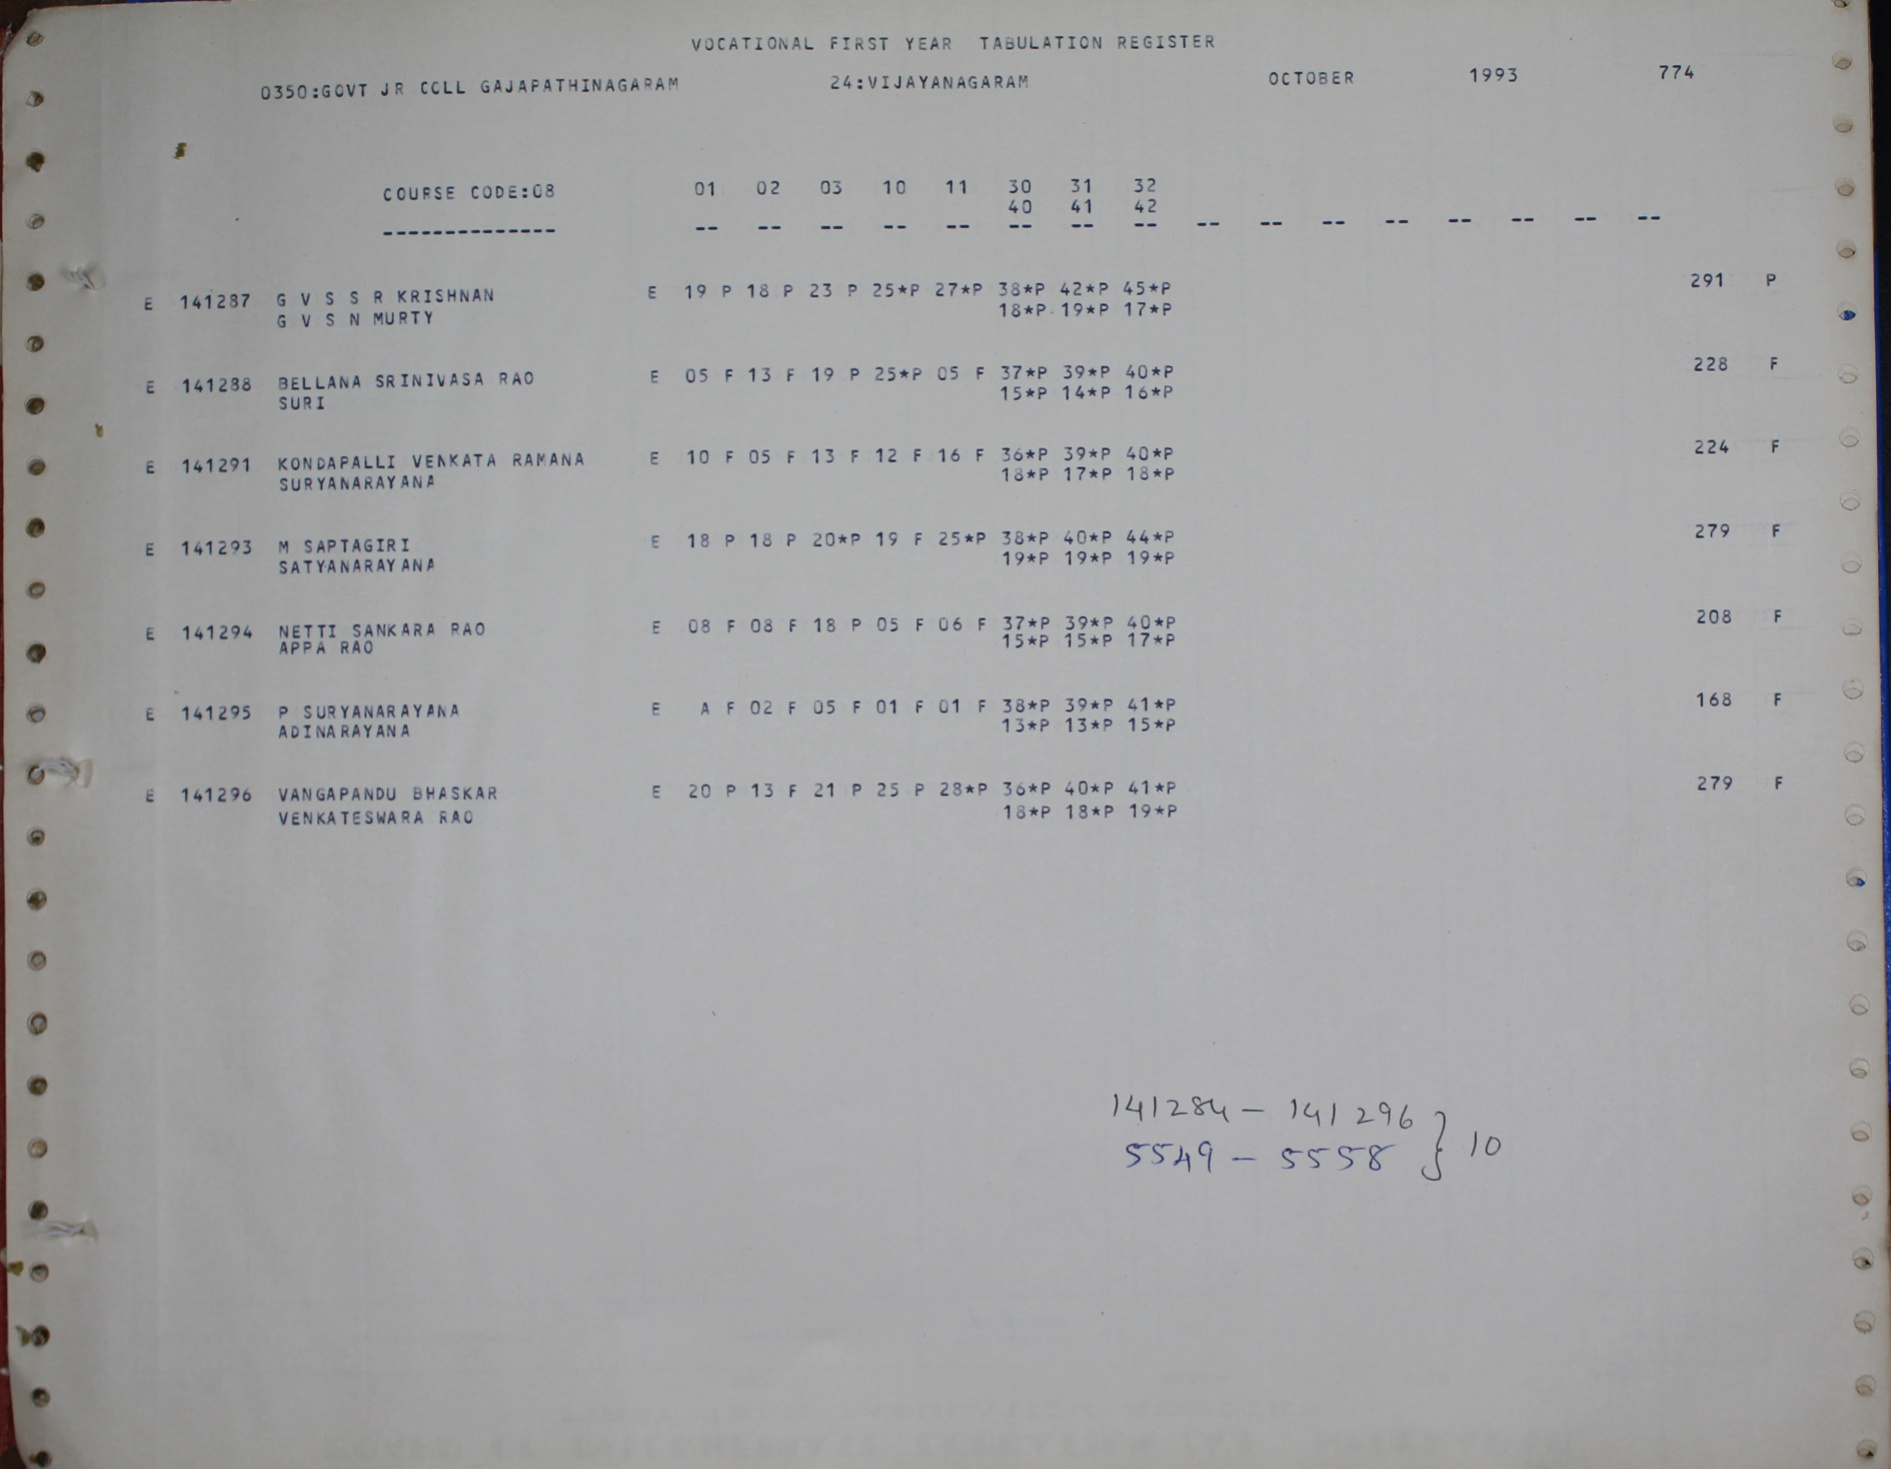 VOCATIONAL FIRST YEAR TABULATION REGISTER
0350:GOVT JR COLL GAJAPATHINAGARAM 24:VIJAYANAGARAM OCTOBER 1993 774
COURSE CODE:08 01 02 03 10 11 30 31 32
40 41 42
-------------- -- -- -- -- -- -- -- -- -- -- -- -- -- -- -- --
E 141287 G V S S R KRISHNAN E 19 P 18 P 23 P 25*P 27*P 38*P 42*P 45*P 291 P
G V S N MURTY 18*P 19*P 17*P
E 141288 BELLANA SRINIVASA RAO E 05 F 13 F 19 P 25*P 05 F 37*P 39*P 40*P 228 F
SURI 15*P 14*P 16*P
E 141291 KONDAPALLI VENKATA RAMANA E 10 F 05 F 13 F 12 F 16 F 36*P 39*P 40*P 224 F
SURYANARAYANA 18*P 17*P 18*P
E 141293 M SAPTAGIRI E 18 P 18 P 20*P 19 F 25*P 38*P 40*P 44*P 279 F
SATYANARAYANA 19*P 19*P 19*P
E 141294 NETTI SANKARA RAO E 08 F 08 F 18 P 05 F 06 F 37*P 39*P 40*P 208 F
APPA RAO 15*P 15*P 17*P
E 141295 P SURYANARAYANA E A F 02 F 05 F 01 F 01 F 38*P 39*P 41*P 168 F
ADINARAYANA 13*P 13*P 15*P
E 141296 VANGAPANDU BHASKAR E 20 P 13 F 21 P 25 P 28*P 36*P 40*P 41*P 279 F
VENKATESWARA RAO 18*P 18*P 19*P
141284 - 141296
5549 - 5558 } 10